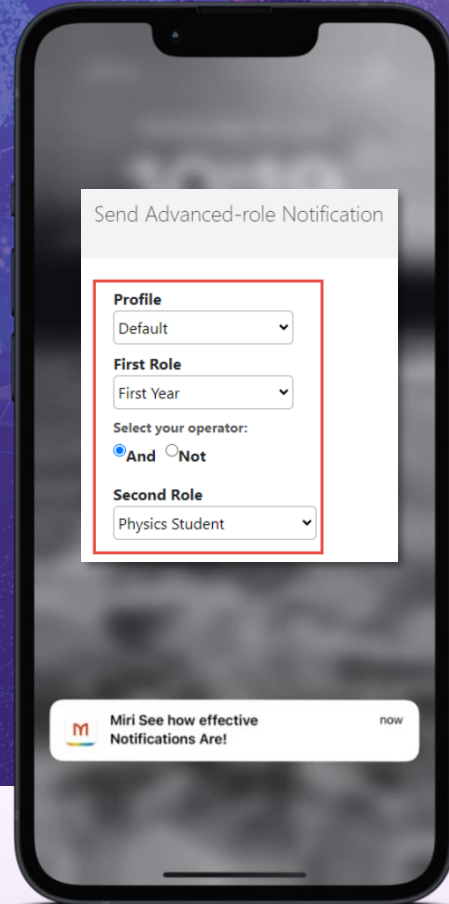 Send Advanced-role Notification
Profile
Default
First Role
First Year
Select your operator:
And Not
Second Role
Physics Student
Miri See how effective now
Notifications Are!